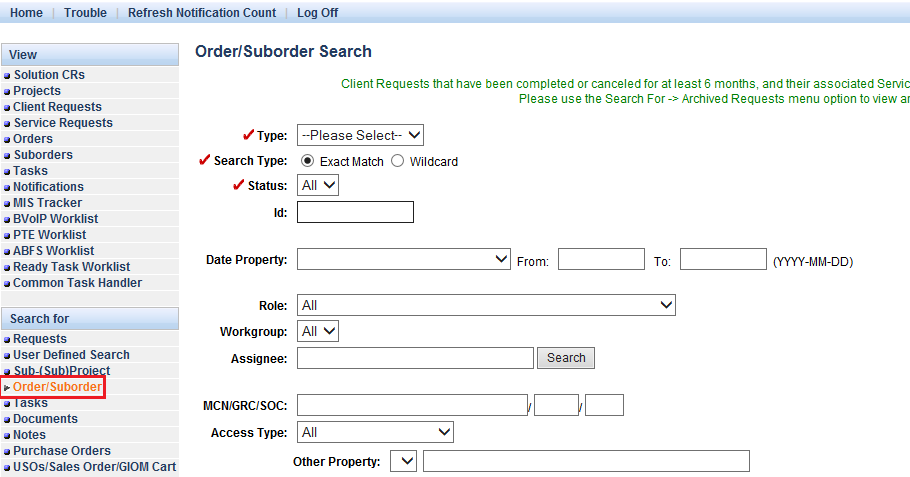 Home | Trouble | Refresh Notification Count | Log Off
View
Solution CRs
Projects
Client Requests
Service Requests
Orders
Suborders
Tasks
Notifications
MIS Tracker
BVoIP Worklist
PTE Worklist
ABFS Worklist
Ready Task Worklist
Common Task Handler
Search for
Requests
User Defined Search
Sub-(Sub)Project
Order/Suborder
Tasks
Documents
Notes
Purchase Orders
USOs/Sales Order/GIOM Cart
Order/Suborder Search
Client Requests that have been completed or canceled for at least 6 months, and their associated Servic
Please use the Search For -> Archived Requests menu option to view ar
Type: --Please Select--
Search Type: Exact Match Wildcard
Status: All
Id:
Date Property: From: To: (YYYY-MM-DD)
Role: All
Workgroup: All
Assignee: Search
MCN/GRC/SOC: / /
Access Type: All
Other Property: